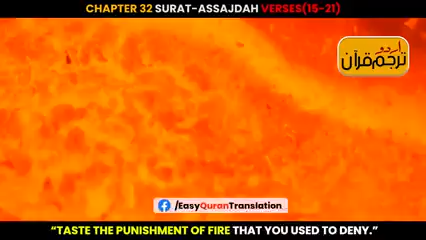 CHAPTER 32 SURAT-ASSAJDAH VERSES(15-21)
اردو
ترجمہ قرآن
/EasyQuranTranslation
“TASTE THE PUNISHMENT OF FIRE THAT YOU USED TO DENY.”